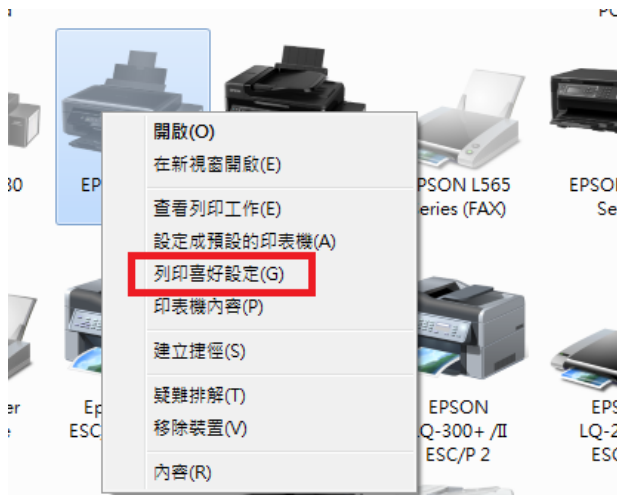 PC
30
EP
開啟(O)
在新視窗開啟(E)
查看列印工作(E)
設定成預設的印表機(A)
列印喜好設定(G)
印表機內容(P)
建立捷徑(S)
疑難排解(T)
移除裝置(V)
內容(R)
PSON L565
eries (FAX)
EPSO
Se
er
Ep
ESC
EPSON
Q-300+ /II
ESC/P 2
EPS
LQ-2
ESC